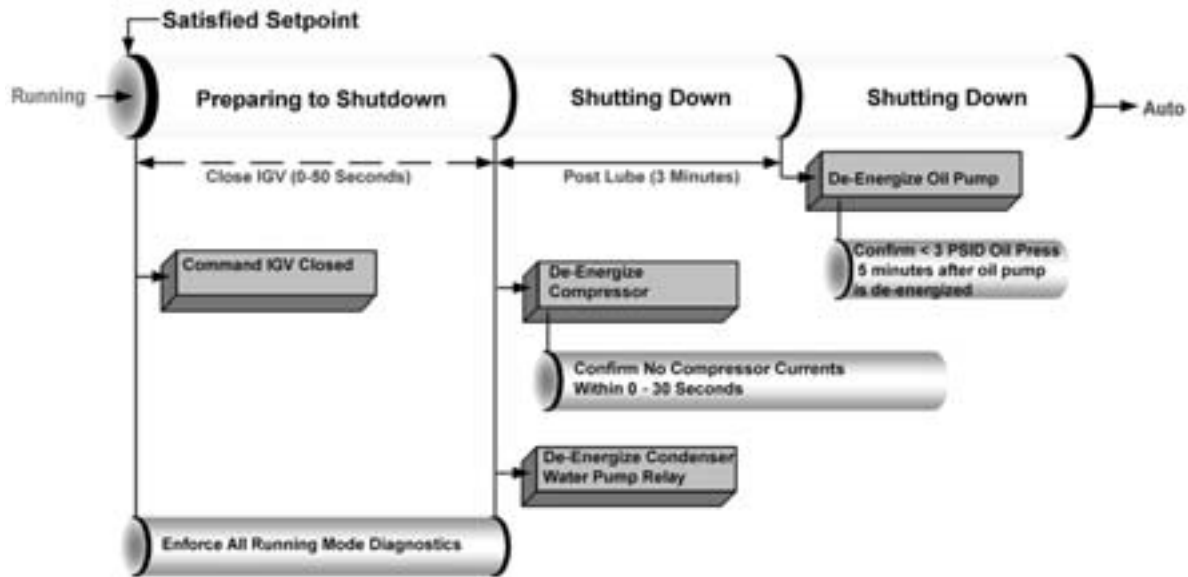 Satisfied Setpoint
Running
Preparing to Shutdown
Shutting Down
Shutting Down
Auto
Close IGV (0-50 Seconds)
Post Lube (3 Minutes)
De-Energize Oil Pump
Confirm < 3 PSID Oil Press
5 minutes after oil pump
is de-energized
Command IGV Closed
De-Energize
Compressor
Confirm No Compressor Currents
Within 0 - 30 Seconds
De-Energize Condenser
Water Pump Relay
Enforce All Running Mode Diagnostics